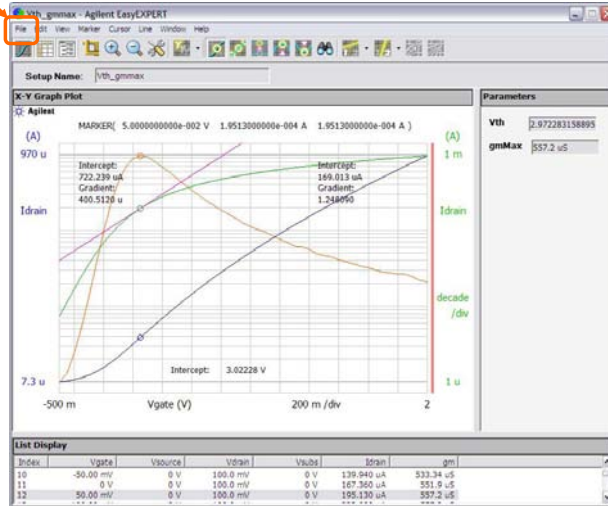 Vth_gmmax - Agilent EasyEXPERT
File Edit View Marker Cursor Line Window Help
Setup Name: Vth_gmmax
X-Y Graph Plot
Parameters
Agilent
MARKER( 5.0000000000e-002 V 1.9513000000e-004 A 1.9513000000e-004 A )
Vth 2.972283158895
gmMax 557.2 uS
(A) (A)
970 u 1 m
Intercept: Intercept:
722.239 uA 169.013 uA
Gradient: Gradient:
400.5120 u 1.248090
Idrain Idrain
decade
/div
Intercept: 3.02228 V
7.3 u 1 u
-500 m Vgate (V) 200 m /div 2
List Display
Index Vgate Vsource Vdrain Vsubs Idrain gm
10 -50.00 mV 0 V 100.0 mV 0 V 139.940 uA 533.34 uS
11 0 V 0 V 100.0 mV 0 V 167.360 uA 551.9 uS
12 50.00 mV 0 V 100.0 mV 0 V 195.130 uA 557.2 uS